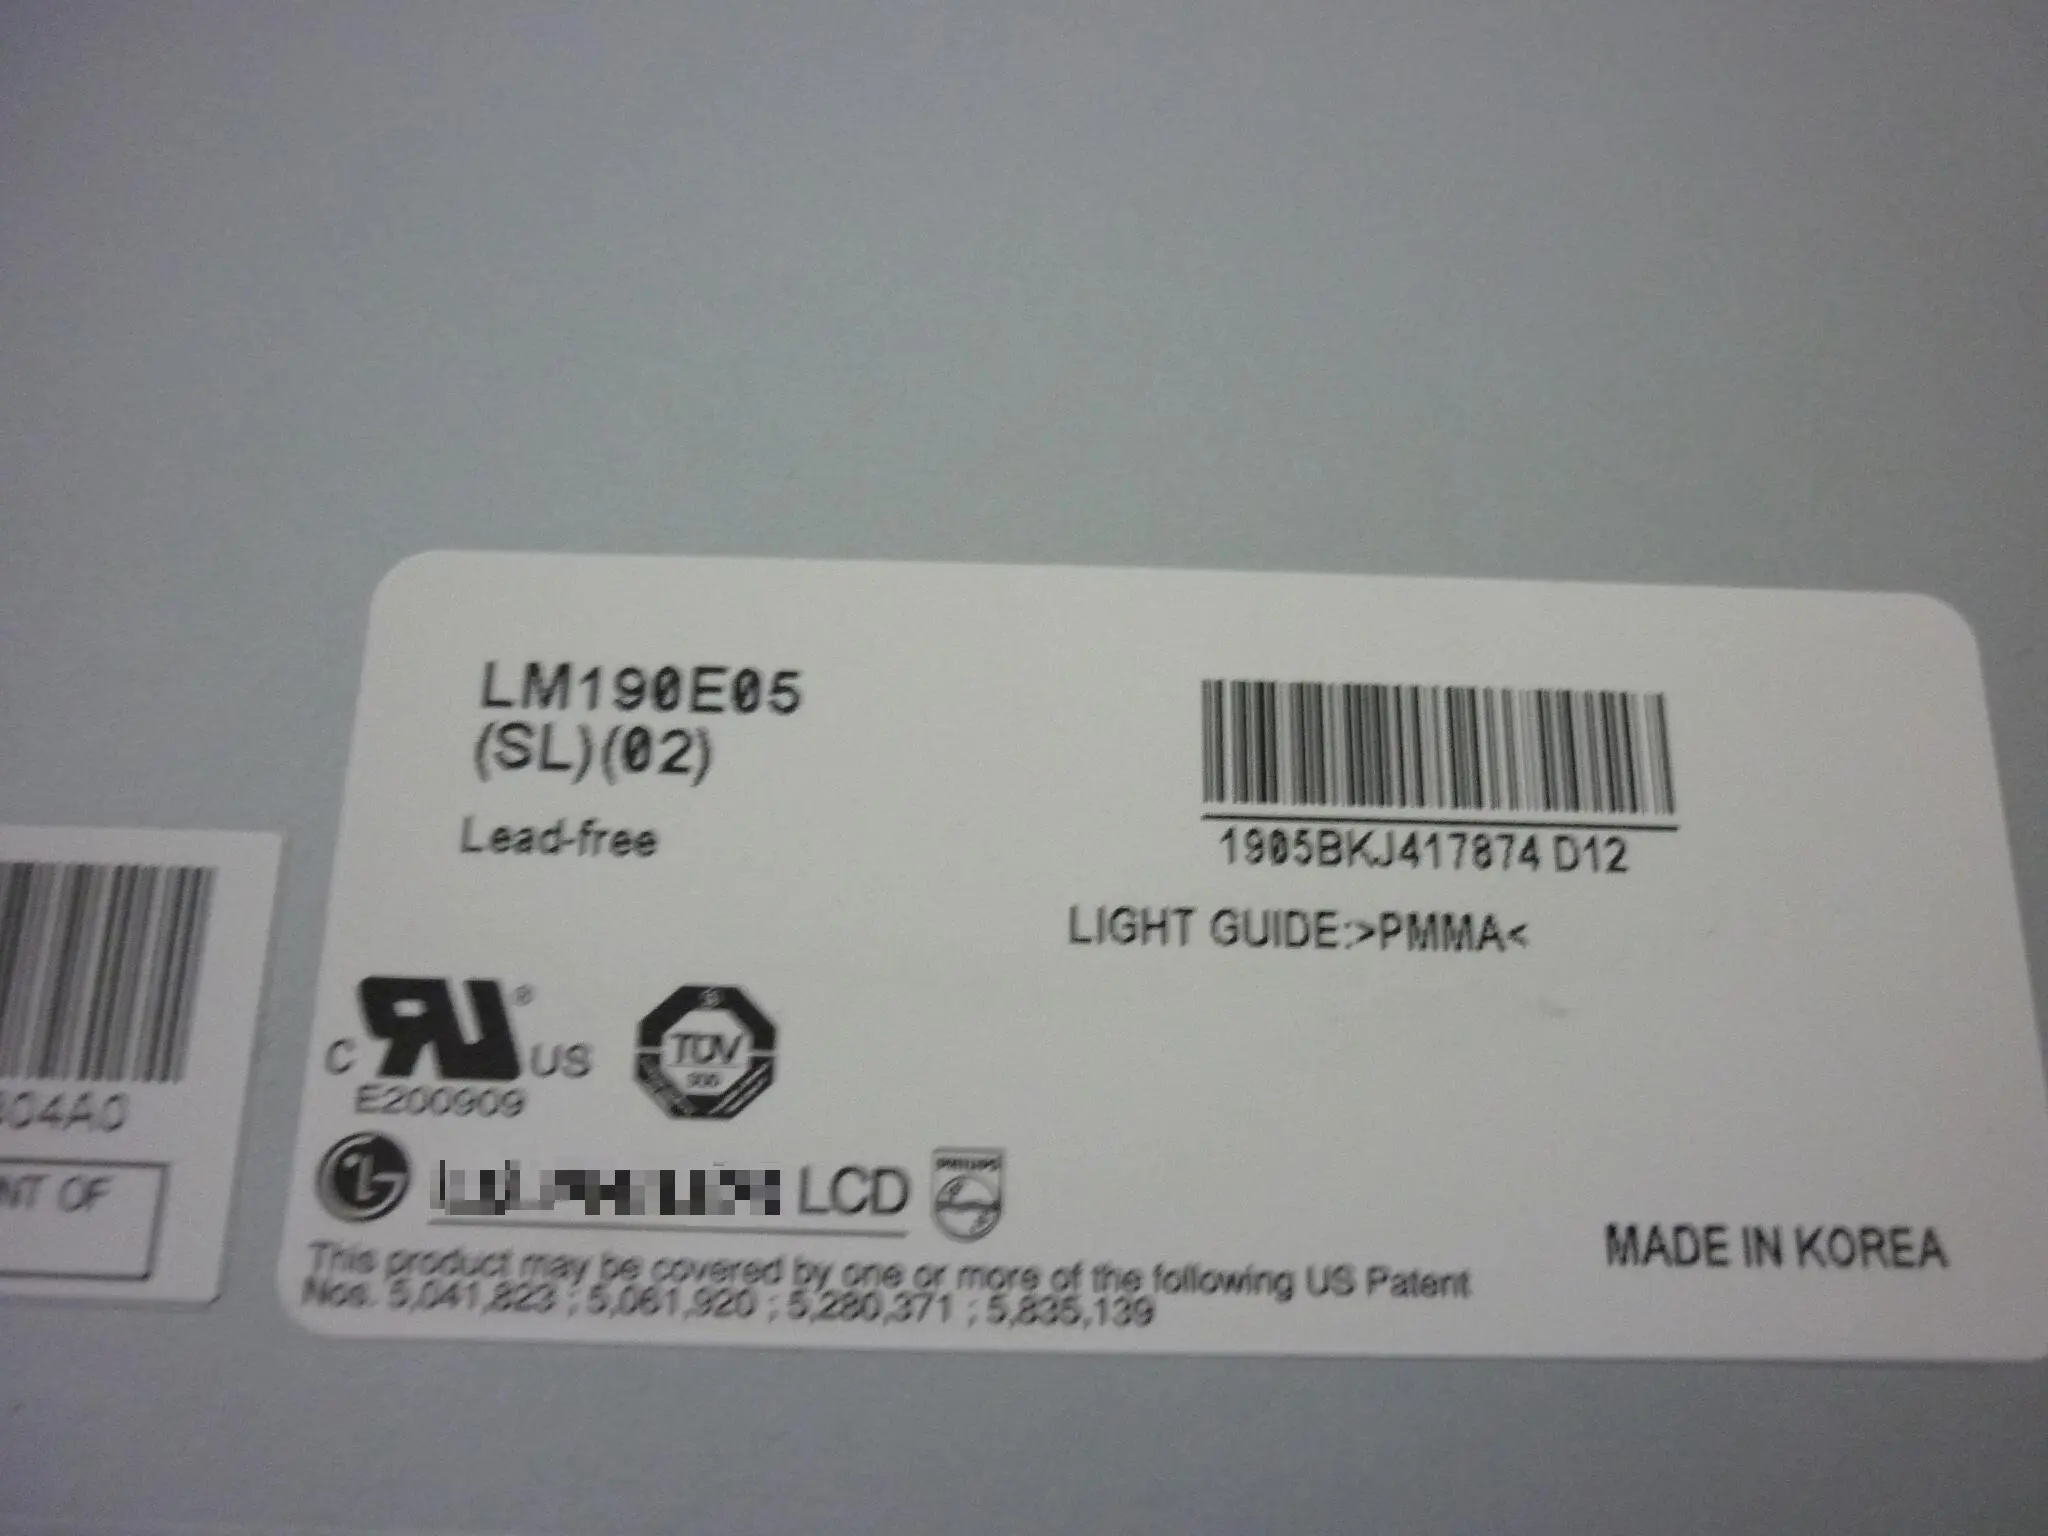 LM190E05
(SL)(02)
Lead-free
1905BKJ417874 D12
LIGHT GUIDE:>PMMA<
C US
E200909
TÜV
LCD
PHILIPS
MADE IN KOREA
This product may be covered by one or more of the following US Patent
Nos. 5,041,823 ; 5,061,920 ; 5,280,371 ; 5,835,139
04A0
NT OF